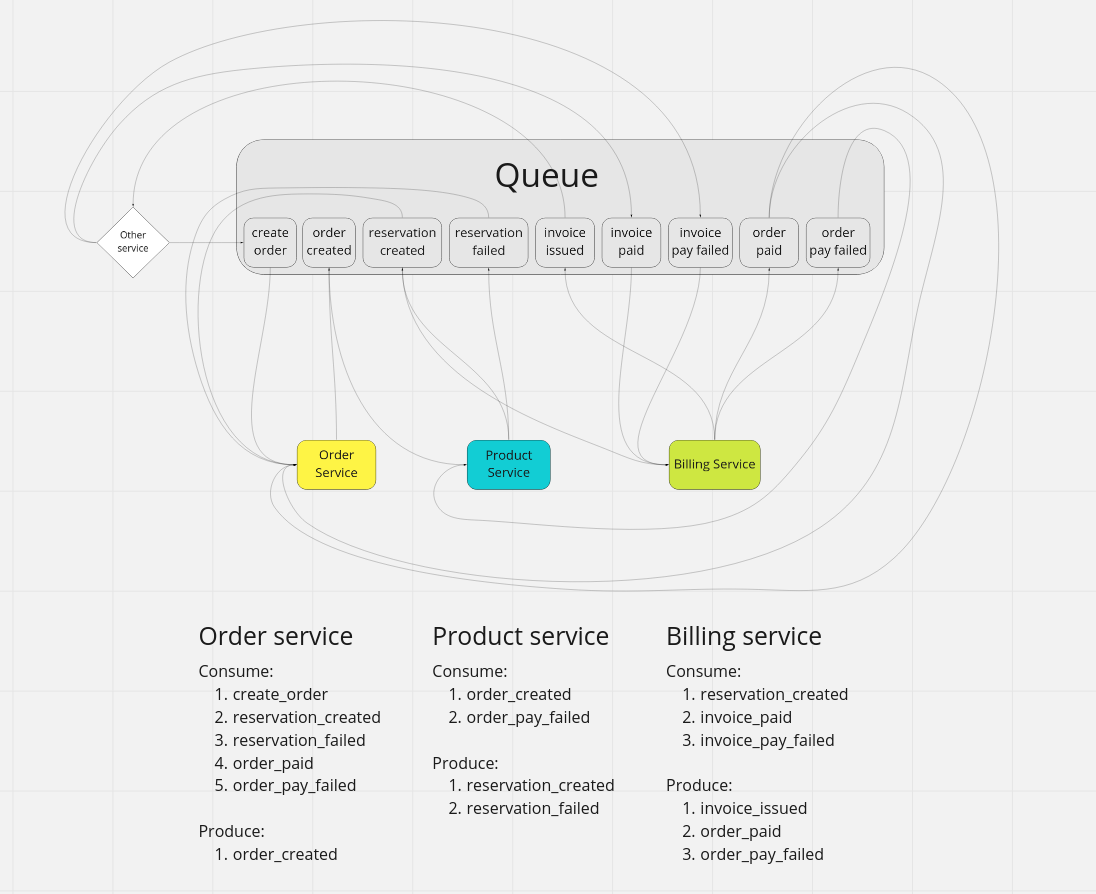 Queue
Other
service
create
order
order
created
reservation
created
reservation
failed
invoice
issued
invoice
paid
invoice
pay failed
order
paid
order
pay failed
Order
Service
Product
Service
Billing Service
Order service
Consume:
1. create_order
2. reservation_created
3. reservation_failed
4. order_paid
5. order_pay_failed
Produce:
1. order_created
Product service
Consume:
1. order_created
2. order_pay_failed
Produce:
1. reservation_created
2. reservation_failed
Billing service
Consume:
1. reservation_created
2. invoice_paid
3. invoice_pay_failed
Produce:
1. invoice_issued
2. order_paid
3. order_pay_failed